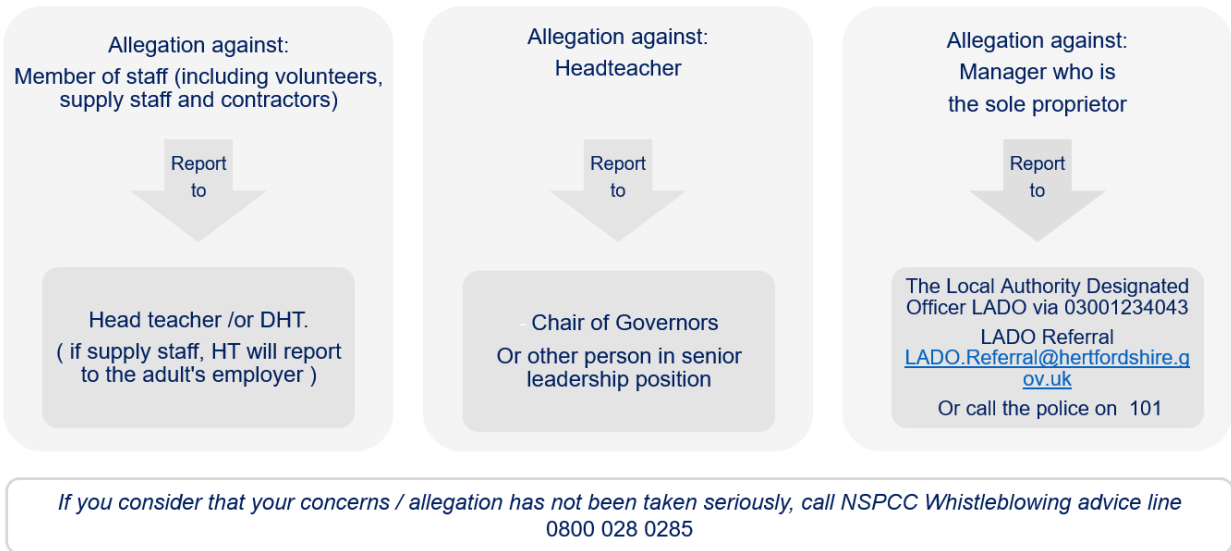 Allegation against:
Member of staff (including volunteers,
supply staff and contractors)
Report
to
Head teacher /or DHT.
( if supply staff, HT will report
to the adult's employer )
Allegation against:
Headteacher
Report
to
- Chair of Governors
Or other person in senior
leadership position
Allegation against:
Manager who is
the sole proprietor
Report
to
The Local Authority Designated
Officer LADO via 03001234043
LADO Referral
LADO.Referral@hertfordshire.g
ov.uk
Or call the police on  101
If you consider that your concerns / allegation has not been taken seriously, call NSPCC Whistleblowing advice line
0800 028 0285